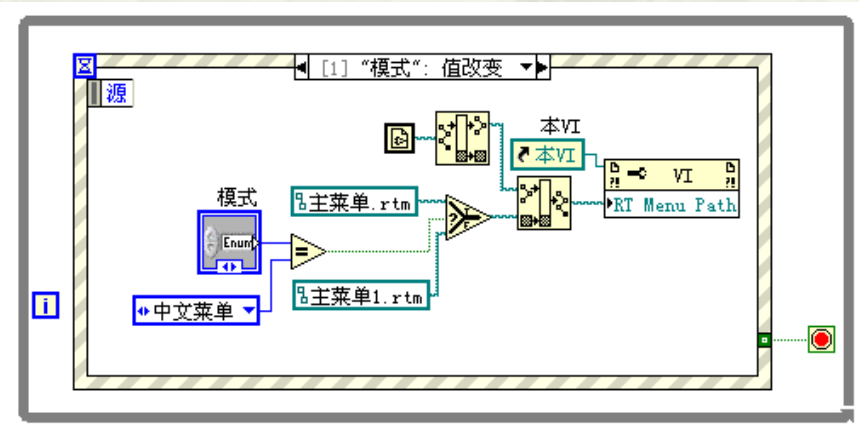 [1] "模式": 值改变
源
本VI
本VI
VI
模式
主菜单.rtm
RT Menu Path
Enum
?
T
F
=
主菜单1.rtm
i
中文菜单